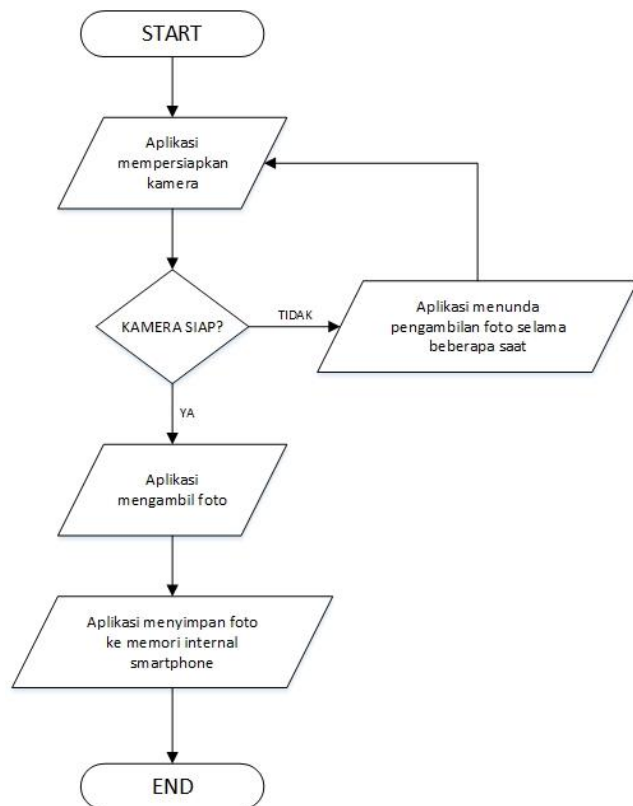 START
Aplikasi
mempersiapkan
kamera
KAMERA SIAP?
TIDAK
Aplikasi menunda
pengambilan foto selama
beberapa saat
YA
Aplikasi
mengambil foto
Aplikasi menyimpan foto
ke memori internal
smartphone
END